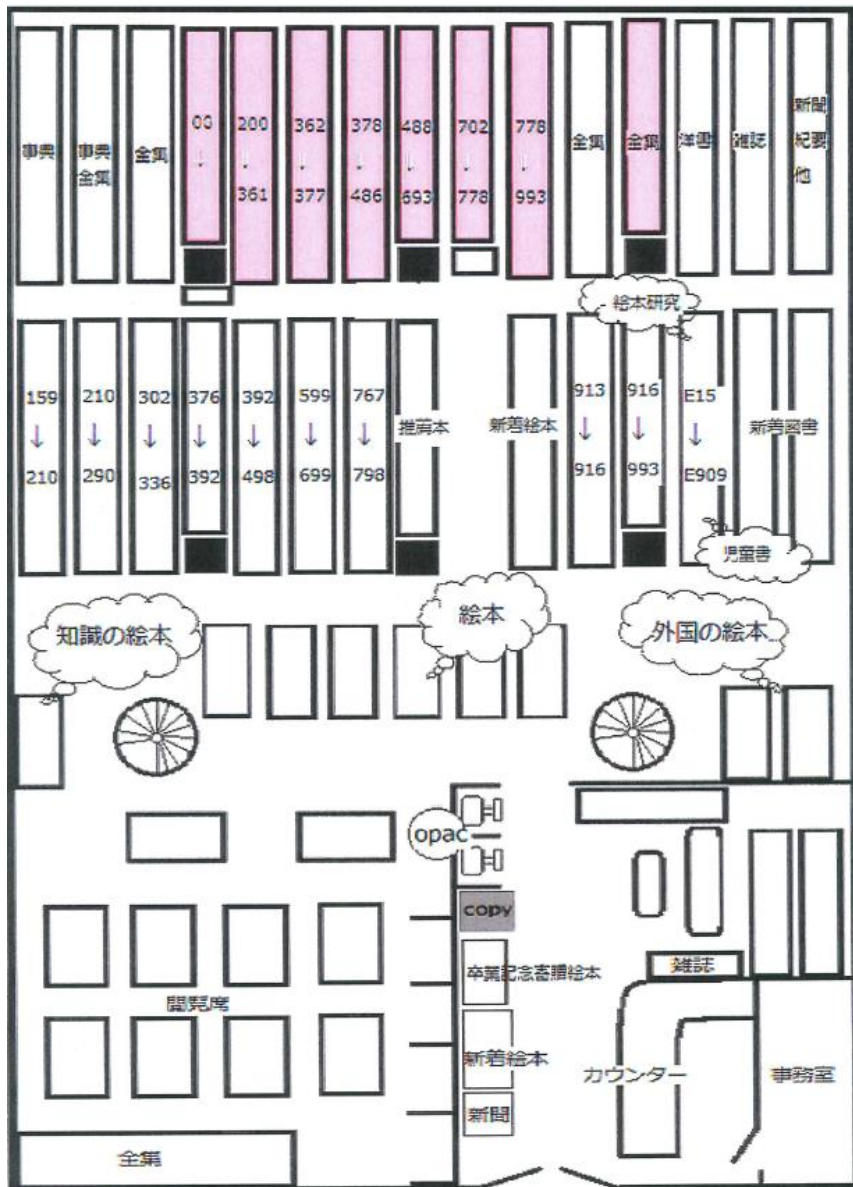 事典
事典
全集
全集
00
↓
200
↓
361
362
↓
377
378
↓
486
488
↓
693
702
↓
778
778
↓
993
全集
全集
洋書
雑誌
新聞
紀要
他
絵本研究
159
↓
210
210
↓
290
302
↓
336
376
↓
392
392
↓
498
599
↓
699
767
↓
798
推薦本
新着絵本
913
↓
916
916
↓
993
E15
↓
E909
新着図書
児童書
知識の絵本
絵本
外国の絵本
opac
copy
卒業記念寄贈絵本
雑誌
閲覧席
新着絵本
カウンター
事務室
新聞
全集